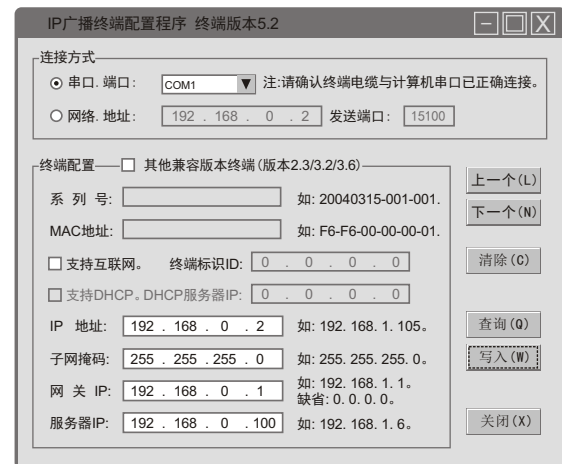 IP广播终端配置程序 终端版本5.2
连接方式
串口. 端口: COM1 注:请确认终端电缆与计算机串口已正确连接。
网络. 地址: 192 . 168 . 0 . 2 发送端口: 15100
终端配置 其他兼容版本终端(版本2.3/3.2/3.6)
上一个(L)
系 列 号: 如: 20040315-001-001.
下一个(N)
MAC地址: 如: F6-F6-00-00-00-01.
支持互联网。 终端标识ID: 0 . 0 . 0 . 0 清除(C)
支持DHCP。DHCP服务器IP: 0 . 0 . 0 . 0
IP 地址: 192 . 168 . 0 . 2 如: 192. 168. 1. 105。 查询(Q)
子网掩码: 255 . 255 . 255 . 0 如: 255. 255. 255. 0。 写入(W)
网 关 IP: 192 . 168 . 0 . 1 如: 192. 168. 1. 1。
缺省: 0. 0. 0. 0。
服务器IP: 192 . 168 . 0 . 100 如: 192. 168. 1. 6。 关闭(X)